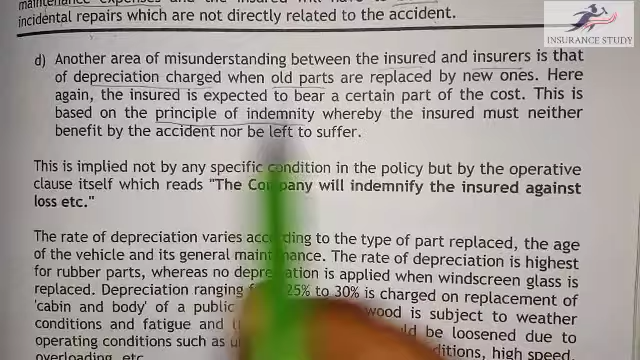 maintenance expenses and the insured will have to
incidental repairs which are not directly related to the accident.
INSURANCE STUDY
d) Another area of misunderstanding between the insured and insurers is that
of depreciation charged when old parts are replaced by new ones. Here
again, the insured is expected to bear a certain part of the cost. This is
based on the principle of indemnity whereby the insured must neither
benefit by the accident nor be left to suffer.
This is implied not by any specific condition in the policy but by the operative
clause itself which reads "The Company will indemnify the insured against
loss etc."
The rate of depreciation varies according to the type of part replaced, the age
of the vehicle and its general maintenance. The rate of depreciation is highest
for rubber parts, whereas no depreciation is applied when windscreen glass is
replaced. Depreciation ranging 25% to 30% is charged on replacement of
'cabin and body' of a public wood is subject to weather
conditions and fatigue and be loosened due to
operating conditions such as high speed,
overloading, etc.